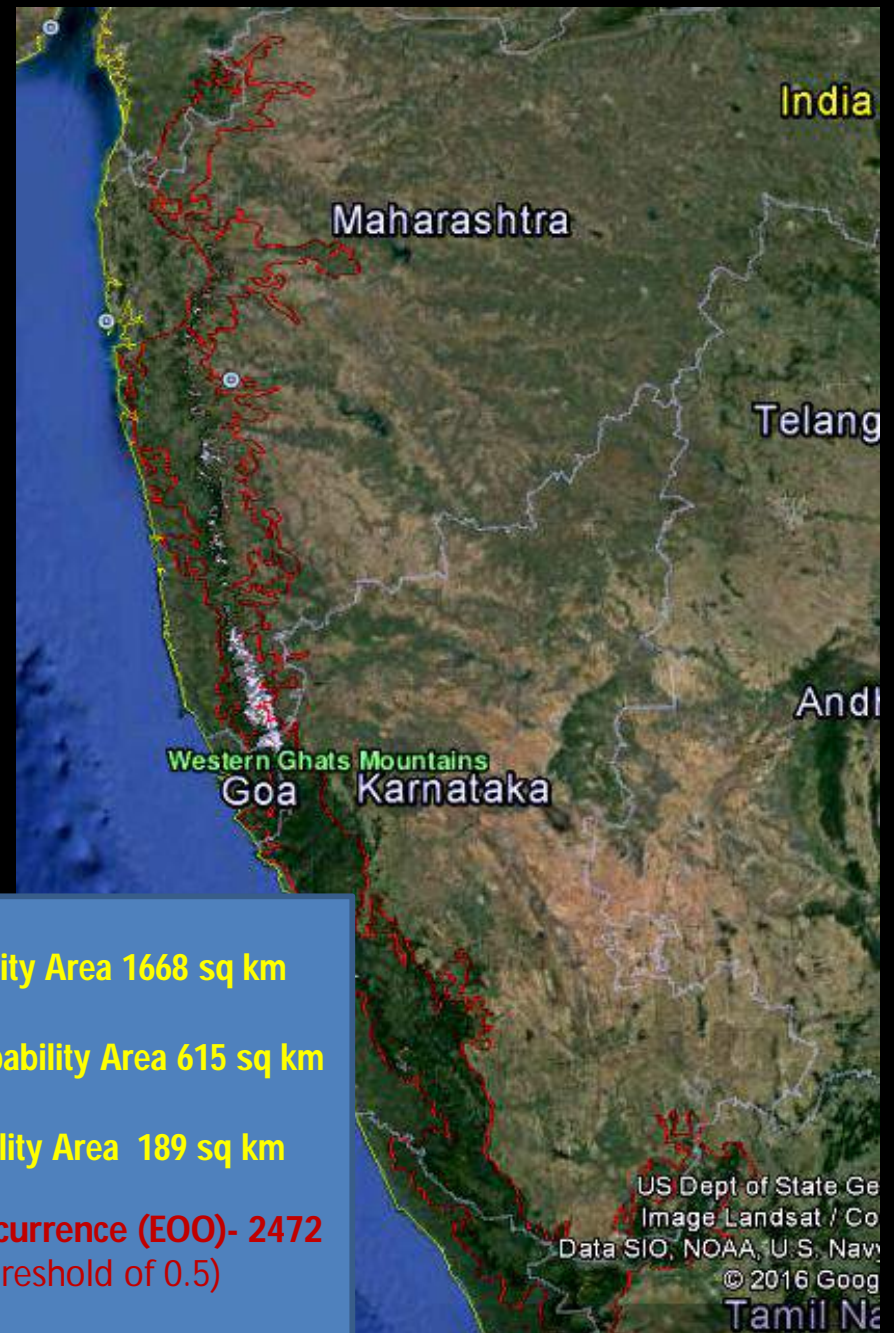 India
Maharashtra
Telang
Andh
Western Ghats Mountains
Goa Karnataka
ity Area 1668 sq km
bability Area 615 sq km
ility Area 189 sq km
currence (EOO)- 2472
reshold of 0.5)
US Dept of State Ge
Image Landsat / Co
Data SIO, NOAA, U.S. Navy
© 2016 Goog
Tamil Na